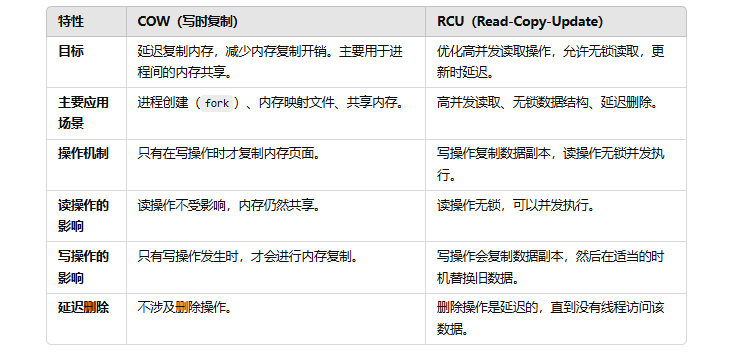 特性 COW（写时复制） RCU（Read-Copy-Update）
目标 延迟复制内存，减少内存复制开销。主要用于进 优化高并发读取操作，允许无锁读取，更
程间的内存共享。 新时延迟。
主要应用 进程创建（fork）、内存映射文件、共享内存。 高并发读取、无锁数据结构、延迟删除。
场景
操作机制 只有在写操作时才复制内存页面。 写操作复制数据副本，读操作无锁并发执
行。
读操作的 读操作不受影响，内存仍然共享。 读操作无锁，可以并发执行。
影响
写操作的 只有写操作发生时，才会进行内存复制。 写操作会复制数据副本，然后在适当的时
影响 机替换旧数据。
延迟删除 不涉及删除操作。 删除操作是延迟的，直到没有线程访问该
数据。